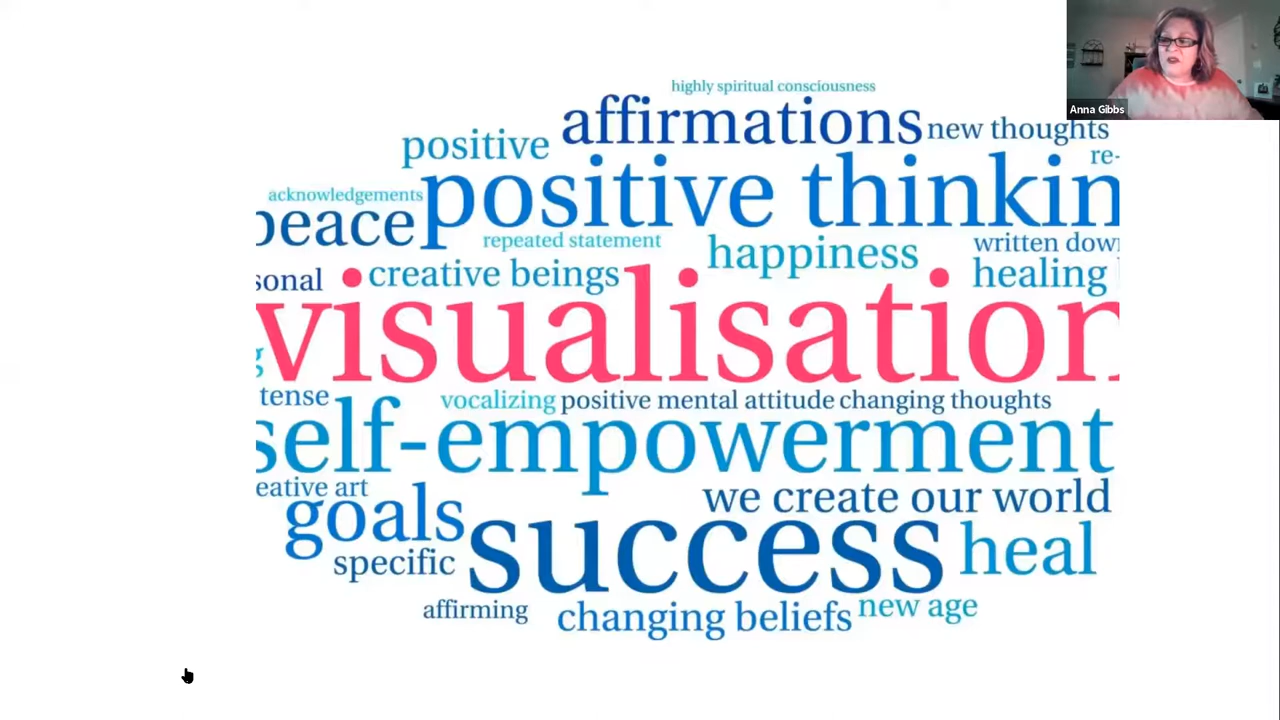 Anna Gibbs
highly spiritual consciousness
affirmations
new thoughts
positive
re-
positive thinkin
acknowledgements
peace
repeated statement
happiness
written down
sonal
creative beings
healing
visualisation
g
tense
vocalizing
positive mental attitude
changing thoughts
self-empowerment
eative art
goals
we create our world
success
heal
specific
affirming
changing beliefs
new age